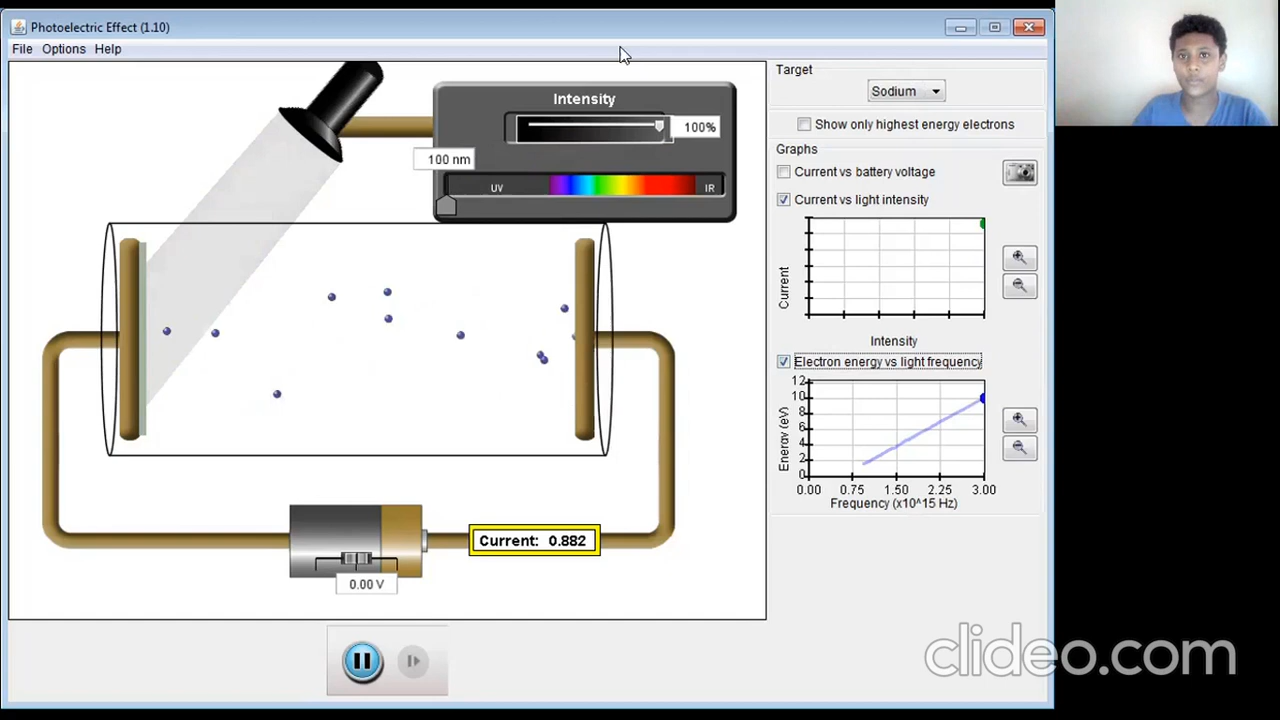 Photoelectric Effect (1.10)
File Options Help
Intensity
100%
100 nm
UV
IR
Current: 0.882
0.00 V
Target
Sodium
Show only highest energy electrons
Graphs
Current vs battery voltage
Current vs light intensity
Current
Intensity
Electron energy vs light frequency
Energy (eV)
12
10
8
6
4
2
0
0.00 0.75 1.50 2.25 3.00
Frequency (x10^15 Hz)
clideo.com